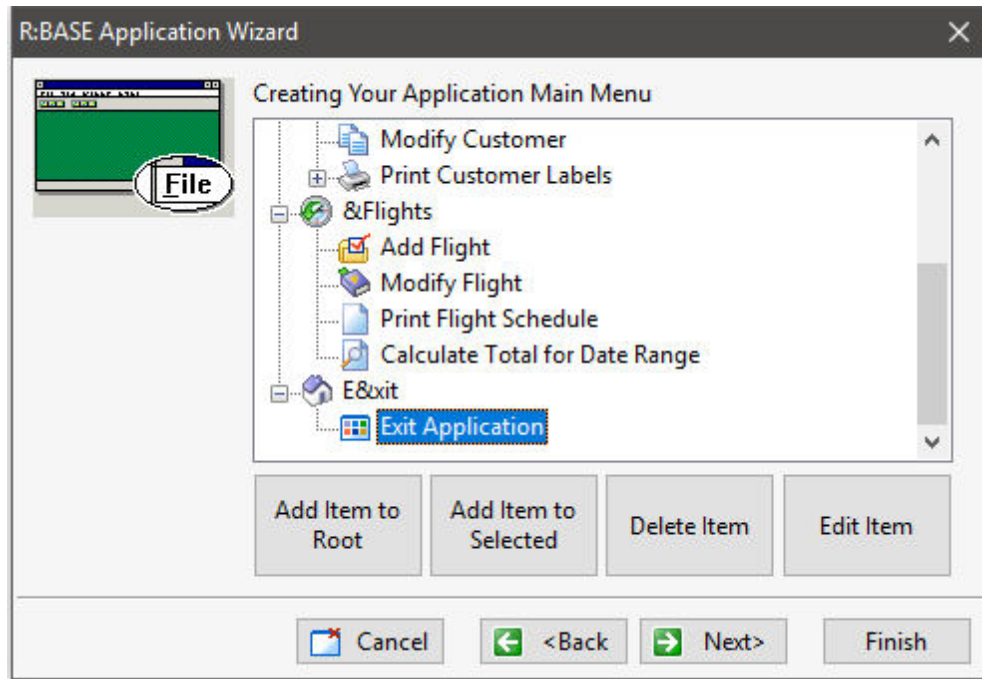 R:BASE Application Wizard
Creating Your Application Main Menu
File
Modify Customer
Print Customer Labels
&Flights
Add Flight
Modify Flight
Print Flight Schedule
Calculate Total for Date Range
E&xit
Exit Application
Add Item to
Root
Add Item to
Selected
Delete Item
Edit Item
Cancel
<Back
Next>
Finish